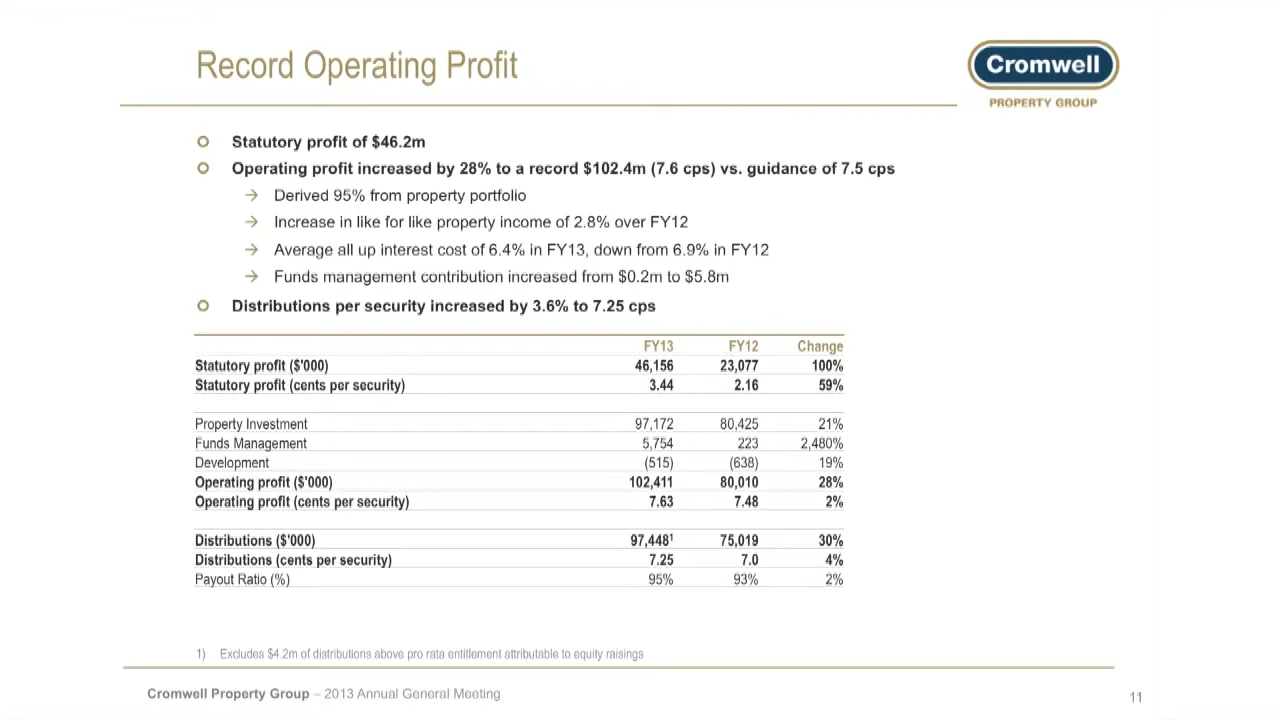 Record Operating Profit
Cromwell
PROPERTY GROUP
Statutory profit of $46.2m
Operating profit increased by 28% to a record $102.4m (7.6 cps) vs. guidance of 7.5 cps
→ Derived 95% from property portfolio
→ Increase in like for like property income of 2.8% over FY12
→ Average all up interest cost of 6.4% in FY13, down from 6.9% in FY12
→ Funds management contribution increased from $0.2m to $5.8m
Distributions per security increased by 3.6% to 7.25 cps
FY13 FY12 Change
Statutory profit ($'000) 46,156 23,077 100%
Statutory profit (cents per security) 3.44 2.16 59%
Property Investment 97,172 80,425 21%
Funds Management 5,754 223 2,480%
Development (515) (638) 19%
Operating profit ($'000) 102,411 80,010 28%
Operating profit (cents per security) 7.63 7.48 2%
Distributions ($'000) 97,448¹ 75,019 30%
Distributions (cents per security) 7.25 7.0 4%
Payout Ratio (%) 95% 93% 2%
1) Excludes $4.2m of distributions above pro rata entitlement attributable to equity raisings
Cromwell Property Group – 2013 Annual General Meeting
11